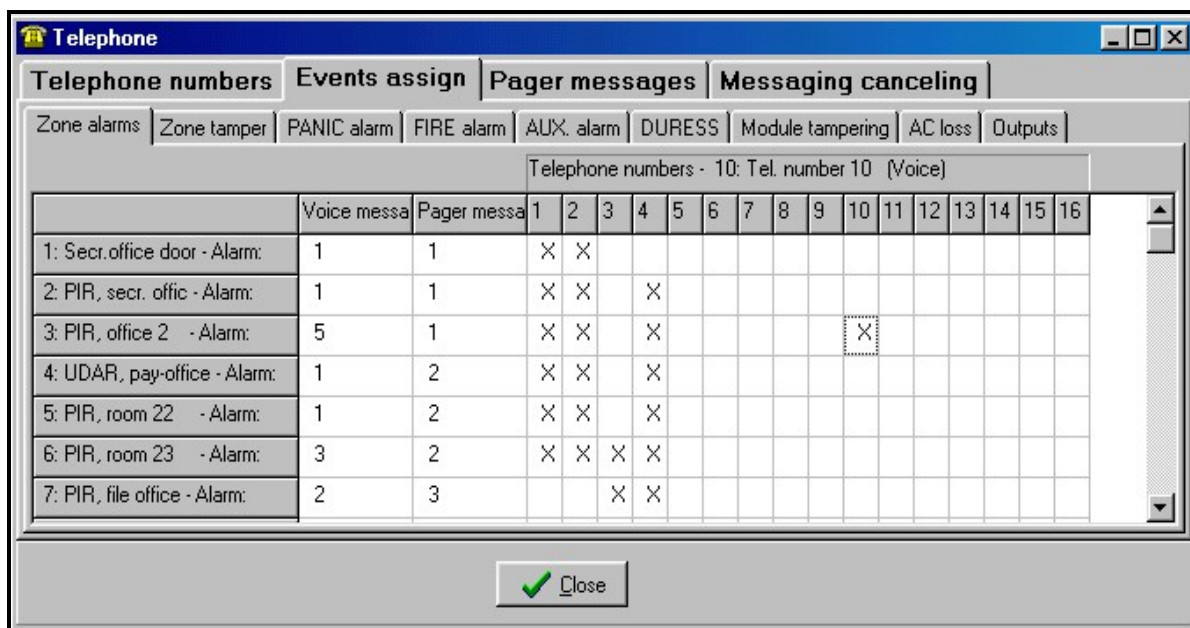 Telephone
Telephone numbers Events assign Pager messages Messaging canceling
Zone alarms Zone tamper PANIC alarm FIRE alarm AUX. alarm DURESS Module tampering AC loss Outputs
Telephone numbers - 10: Tel. number 10 (Voice)
Voice messa Pager messa 1 2 3 4 5 6 7 8 9 10 11 12 13 14 15 16
1: Secr.office door - Alarm: 1 1 X X
2: PIR, secr. offic - Alarm: 1 1 X X X
3: PIR, office 2 - Alarm: 5 1 X X X X
4: UDAR, pay-office - Alarm: 1 2 X X X
5: PIR, room 22 - Alarm: 1 2 X X X
6: PIR, room 23 - Alarm: 3 2 X X X X
7: PIR, file office - Alarm: 2 3 X X
Close